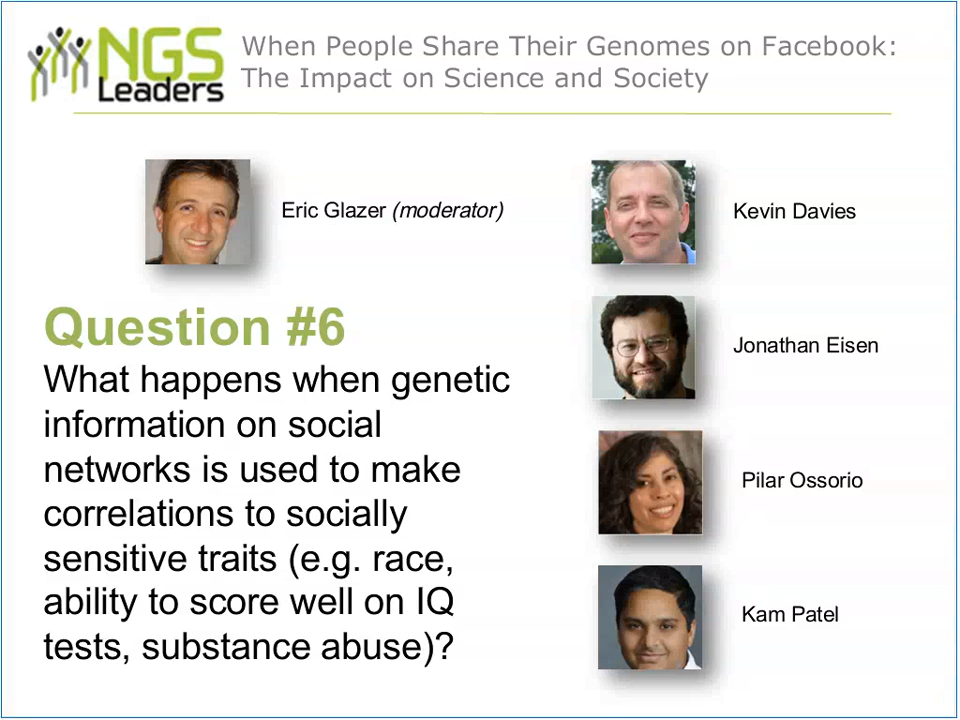 NGS
Leaders
When People Share Their Genomes on Facebook:
The Impact on Science and Society
Eric Glazer (moderator)
Kevin Davies
Question #6
What happens when genetic
information on social
networks is used to make
correlations to socially
sensitive traits (e.g. race,
ability to score well on IQ
tests, substance abuse)?
Jonathan Eisen
Pilar Ossorio
Kam Patel